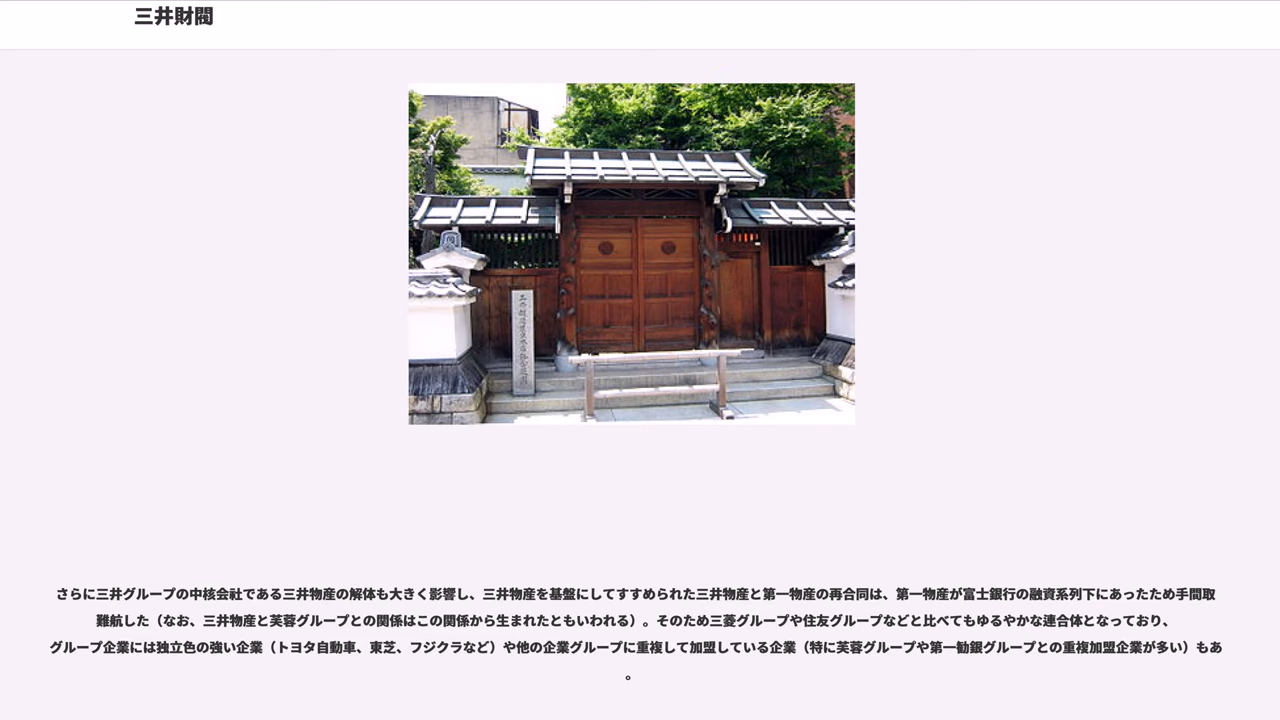 三井財閥
さらに三井グループの中核会社である三井物産の解体も大きく影響し、三井物産を基盤にしてすすめられた三井物産と第一物産の再合同は、第一物産が富士銀行の融資系列下にあったため手間取
難航した（なお、三井物産と芙蓉グループとの関係はこの関係から生まれたともいわれる）。そのため三菱グループや住友グループなどと比べてもゆるやかな連合体となっており、
グループ企業には独立色の強い企業（トヨタ自動車、東芝、フジクラなど）や他の企業グループに重複して加盟している企業（特に芙蓉グループや第一勧銀グループとの重複加盟企業が多い）もあ
。